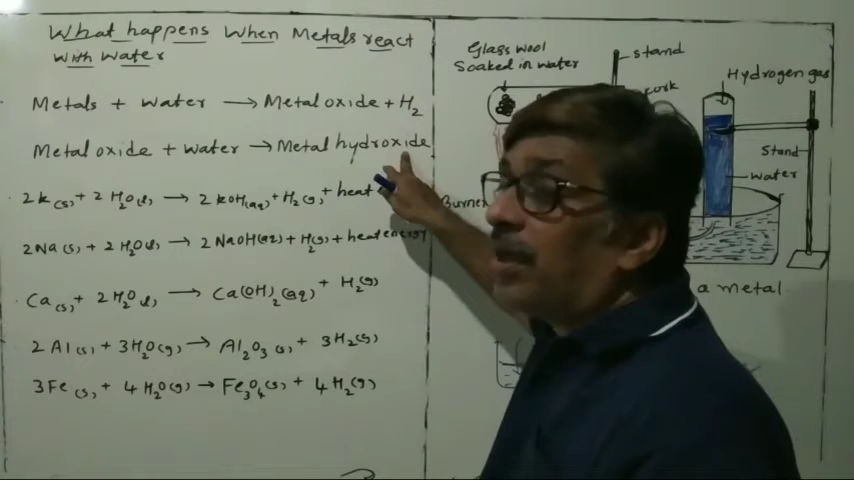 What happens When Metals react
With Water
Metals + Water → Metal oxide + H₂
Metal oxide + Water → Metal hydroxide
2K(s) + 2H₂O(l) → 2KOH(aq) + H₂(g) + heat
2Na(s) + 2H₂O(l) → 2NaOH(aq) + H₂(g) + heat energy
Ca(s) + 2H₂O(l) → Ca(OH)₂(aq) + H₂(g)
2Al(s) + 3H₂O(g) → Al₂O₃(s) + 3H₂(g)
3Fe(s) + 4H₂O(g) → Fe₃O₄(s) + 4H₂(g)
Glass wool
Soaked in water
stand
cork
Hydrogen gas
Stand
water
Burner
a metal